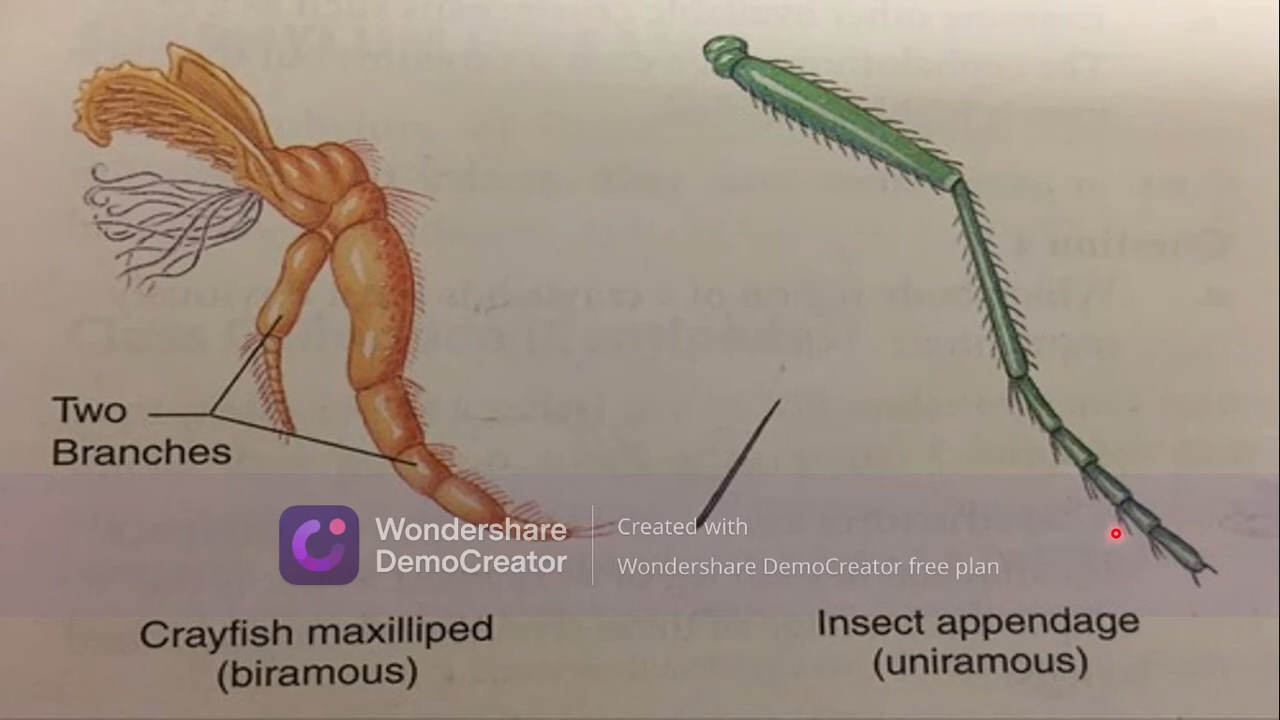 Two
Branches
Wondershare
DemoCreator
Created with
Wondershare DemoCreator free plan
Crayfish maxilliped
(biramous)
Insect appendage
(uniramous)